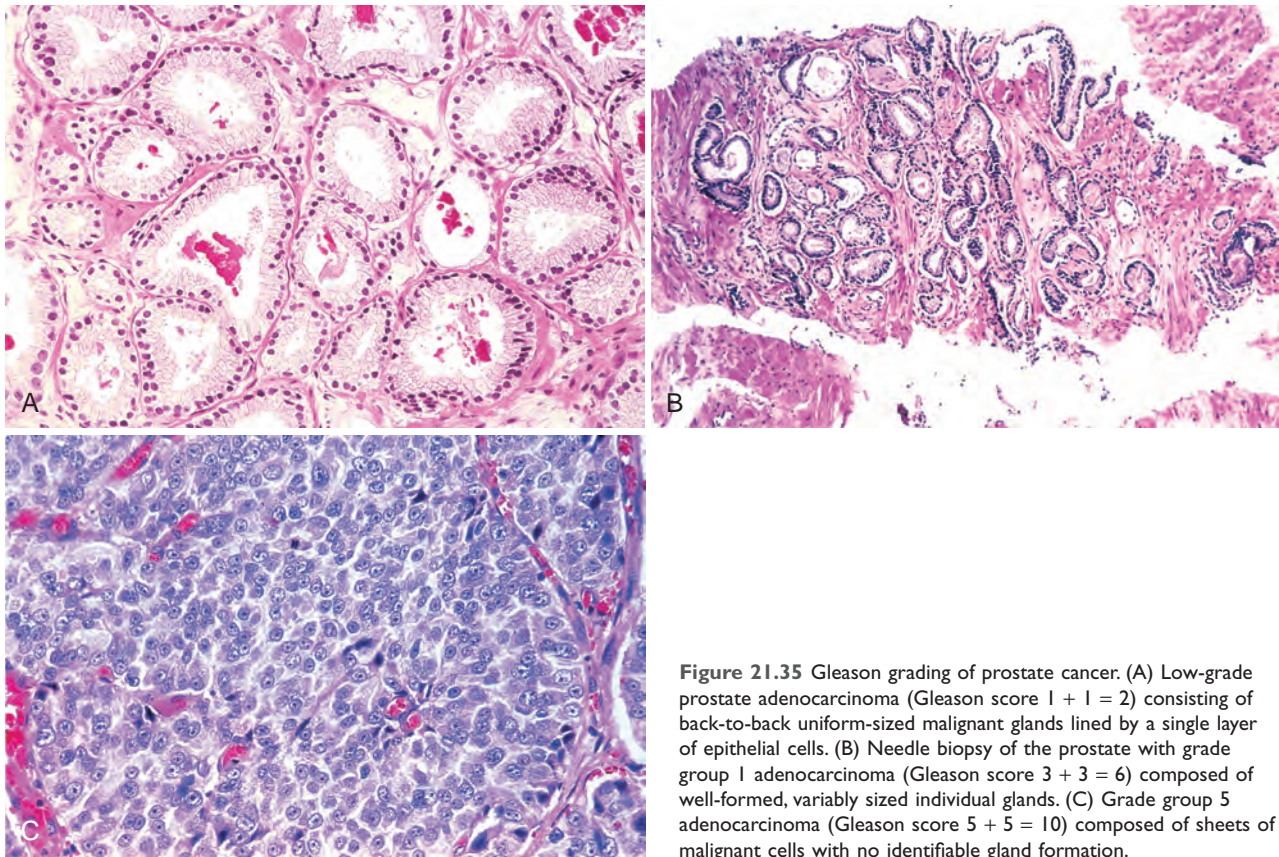 A
B
C
Figure 21.35 Gleason grading of prostate cancer. (A) Low-grade
prostate adenocarcinoma (Gleason score 1 + 1 = 2) consisting of
back-to-back uniform-sized malignant glands lined by a single layer
of epithelial cells. (B) Needle biopsy of the prostate with grade
group 1 adenocarcinoma (Gleason score 3 + 3 = 6) composed of
well-formed, variably sized individual glands. (C) Grade group 5
adenocarcinoma (Gleason score 5 + 5 = 10) composed of sheets of
malignant cells with no identifiable gland formation.